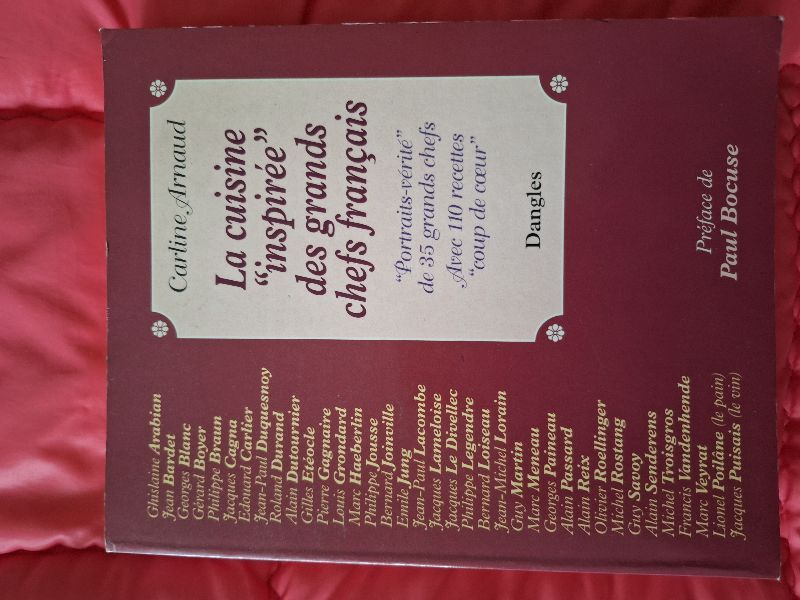 Carline Arnaud
La cuisine
“inspirée”
des grands
chefs français
“Portraits-vérité”
de 35 grands chefs
Avec 110 recettes
“coup de cœur”
Dangles
Préface de
Paul Bocuse
Ghislaine Arabian
Jean Bardet
Georges Blanc
Gérard Boyer
Philippe Braun
Jacques Cagna
Edouard Carlier
Jean-Paul Duquesnoy
Roland Durand
Alain Dutournier
Gilles Etéocle
Pierre Gagnaire
Louis Grondard
Marc Haeberlin
Philippe Jousse
Bernard Joinville
Emile Jung
Jean-Paul Lacombe
Jacques Lameloise
Jacques Le Divellec
Philippe Legendre
Bernard Loiseau
Jean-Michel Lorain
Guy Martin
Marc Meneau
Georges Paineau
Alain Passard
Alain Reix
Olivier Roellinger
Michel Rostang
Guy Savoy
Alain Senderens
Michel Troisgros
Francis Vandenhende
Marc Veyrat
Lionel Poilâne (le pain)
Jacques Puisais (le vin)